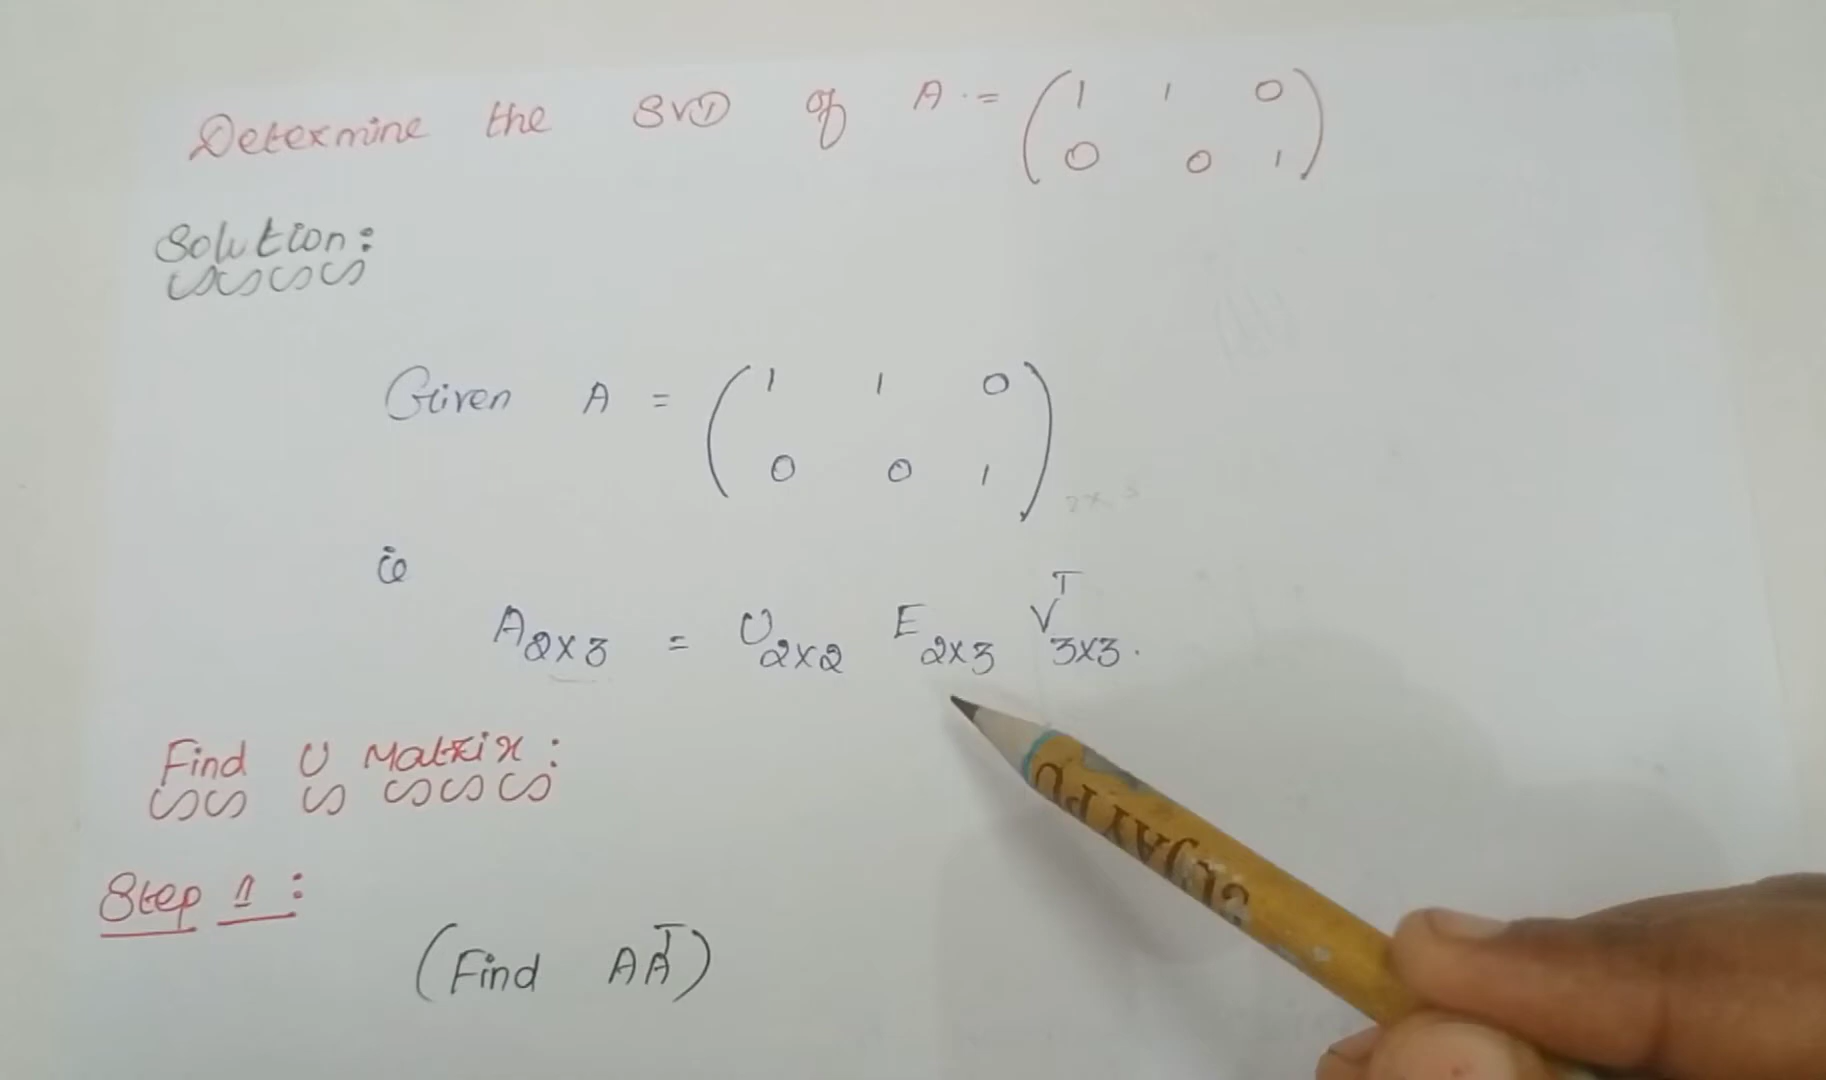 Determine the SVD of A = ( 1 1 0
0 0 1 )
Solution:
Given A = ( 1 1 0
0 0 1 ) 2x3
ie
A2x3 = U2x2 E2x3 V^T 3x3.
Find U Matrix:
Step 1:
(Find AA^T)